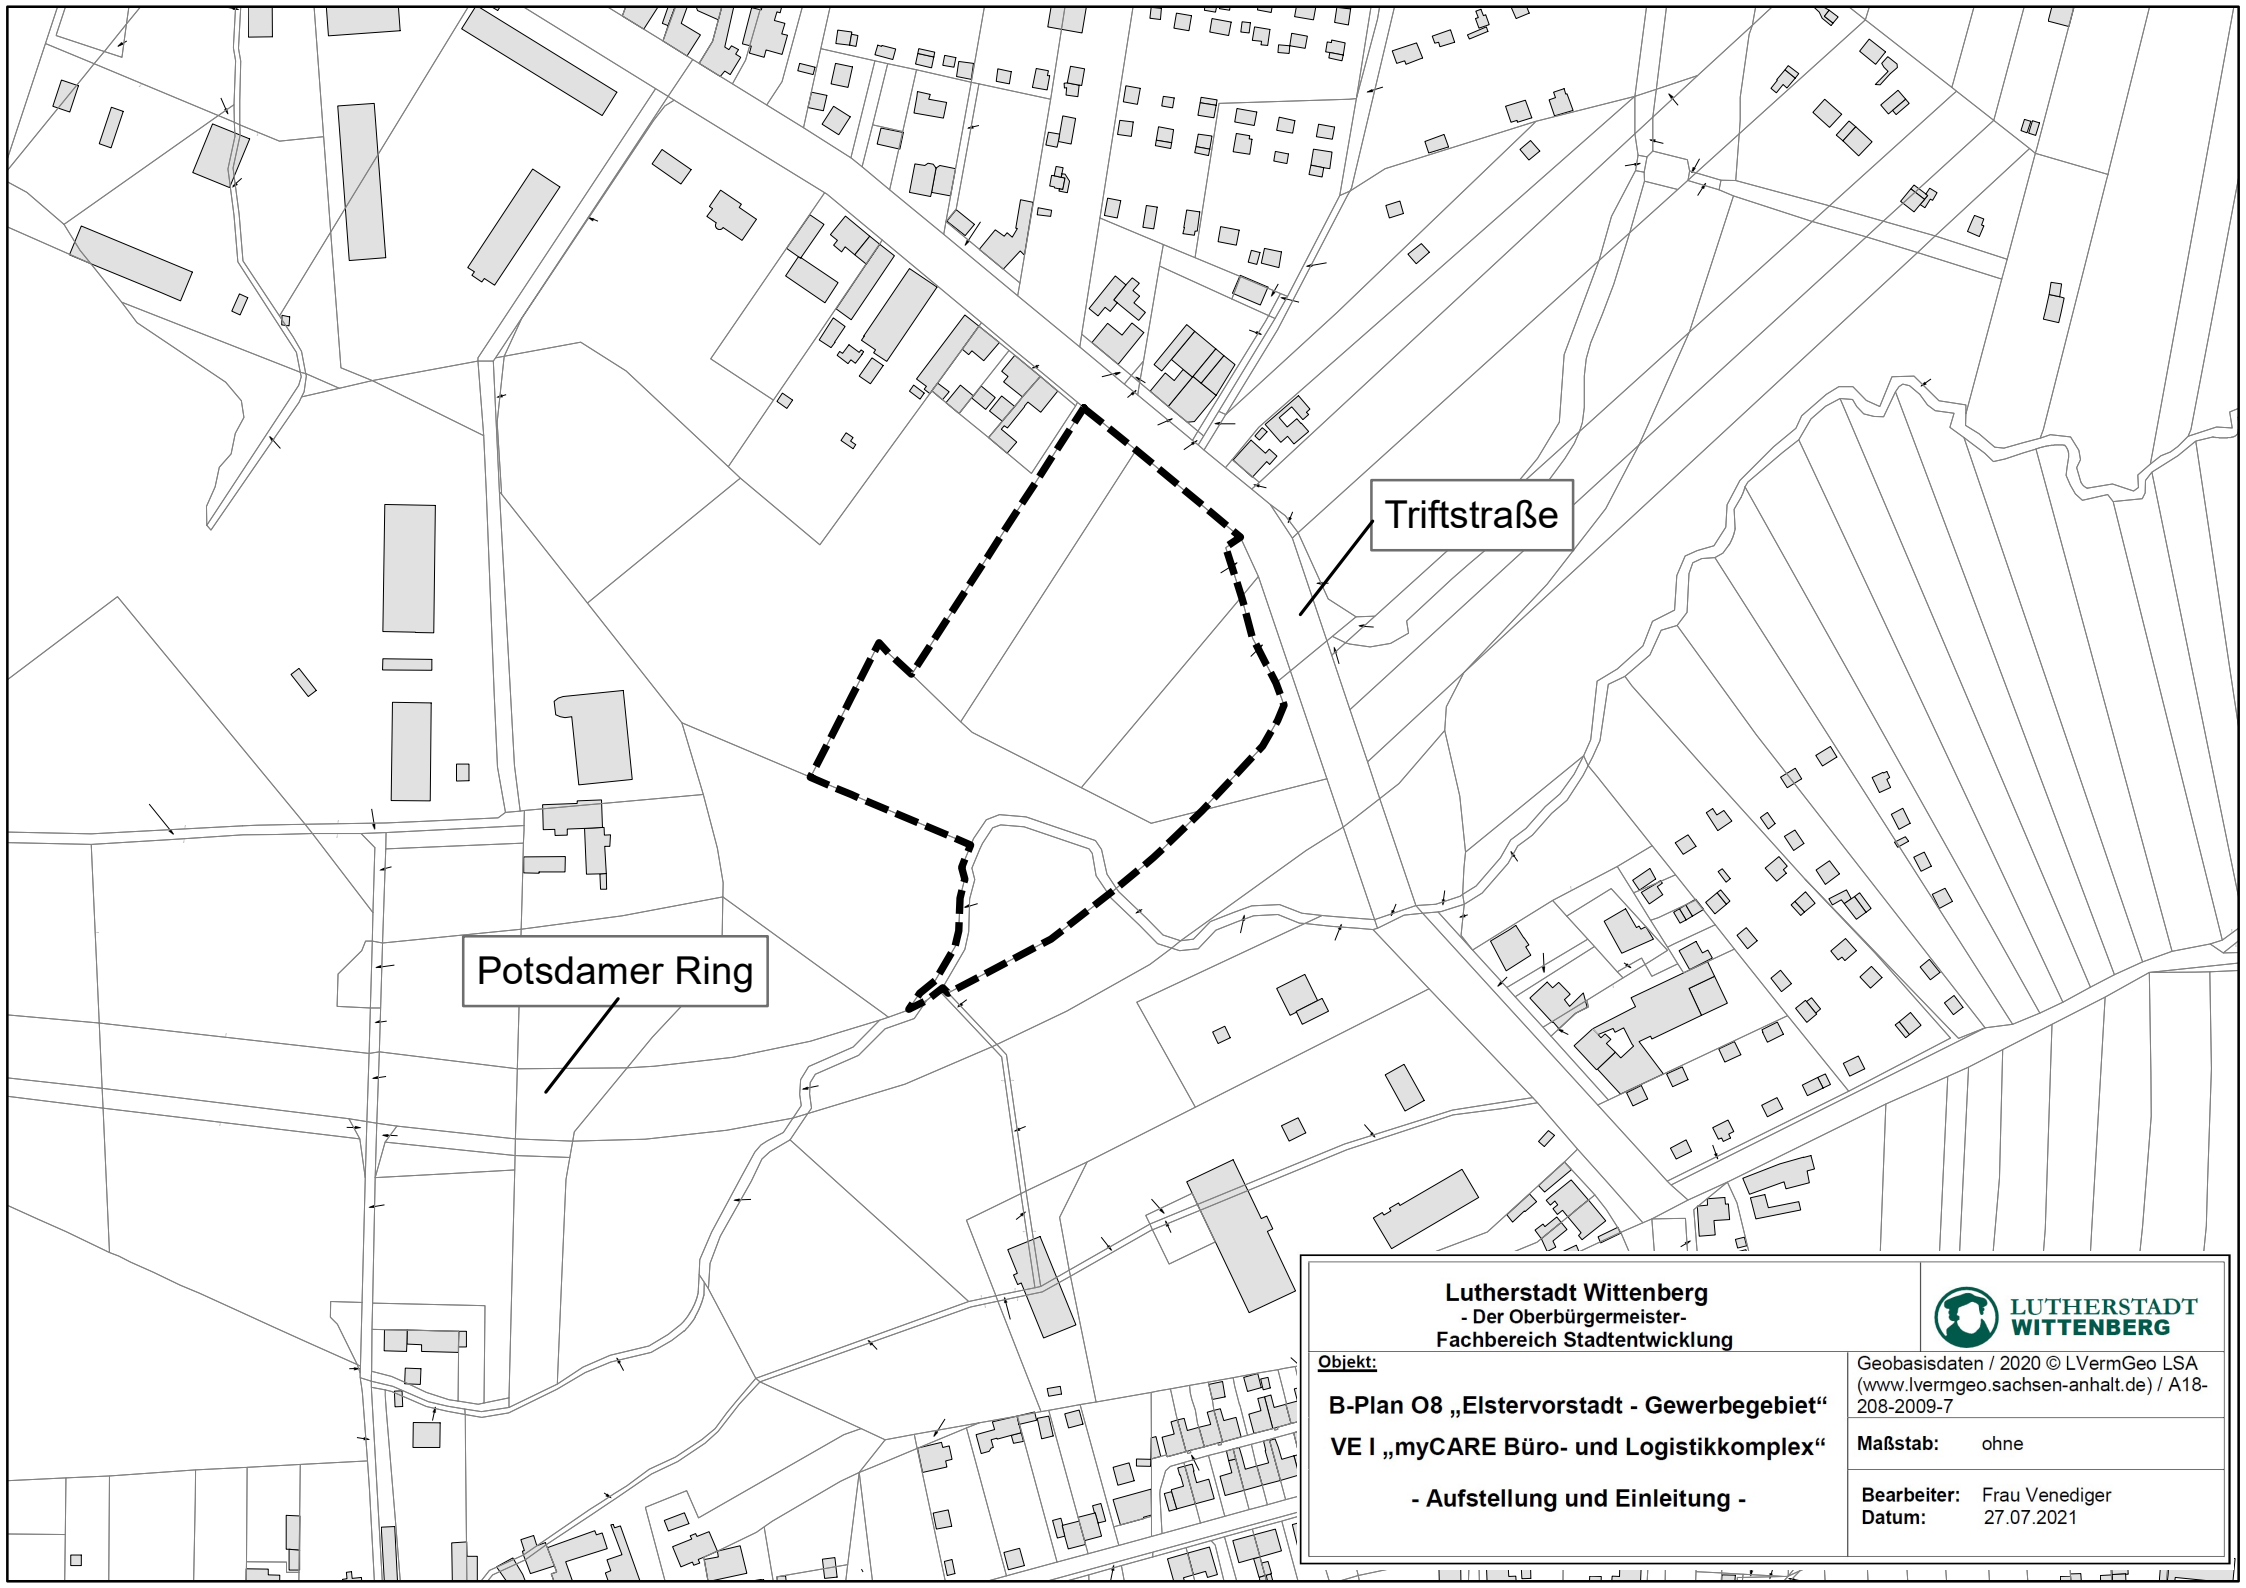 Triftstraße
Potsdamer Ring
Lutherstadt Wittenberg
- Der Oberbürgermeister-
Fachbereich Stadtentwicklung
LUTHERSTADT
WITTENBERG
Objekt:
B-Plan O8 „Elstervorstadt - Gewerbegebiet“
VE I „myCARE Büro- und Logistikkomplex“
- Aufstellung und Einleitung -
Geobasisdaten / 2020 © LVermGeo LSA
(www.lvermgeo.sachsen-anhalt.de) / A18-
208-2009-7
Maßstab: ohne
Bearbeiter: Frau Venediger
Datum: 27.07.2021